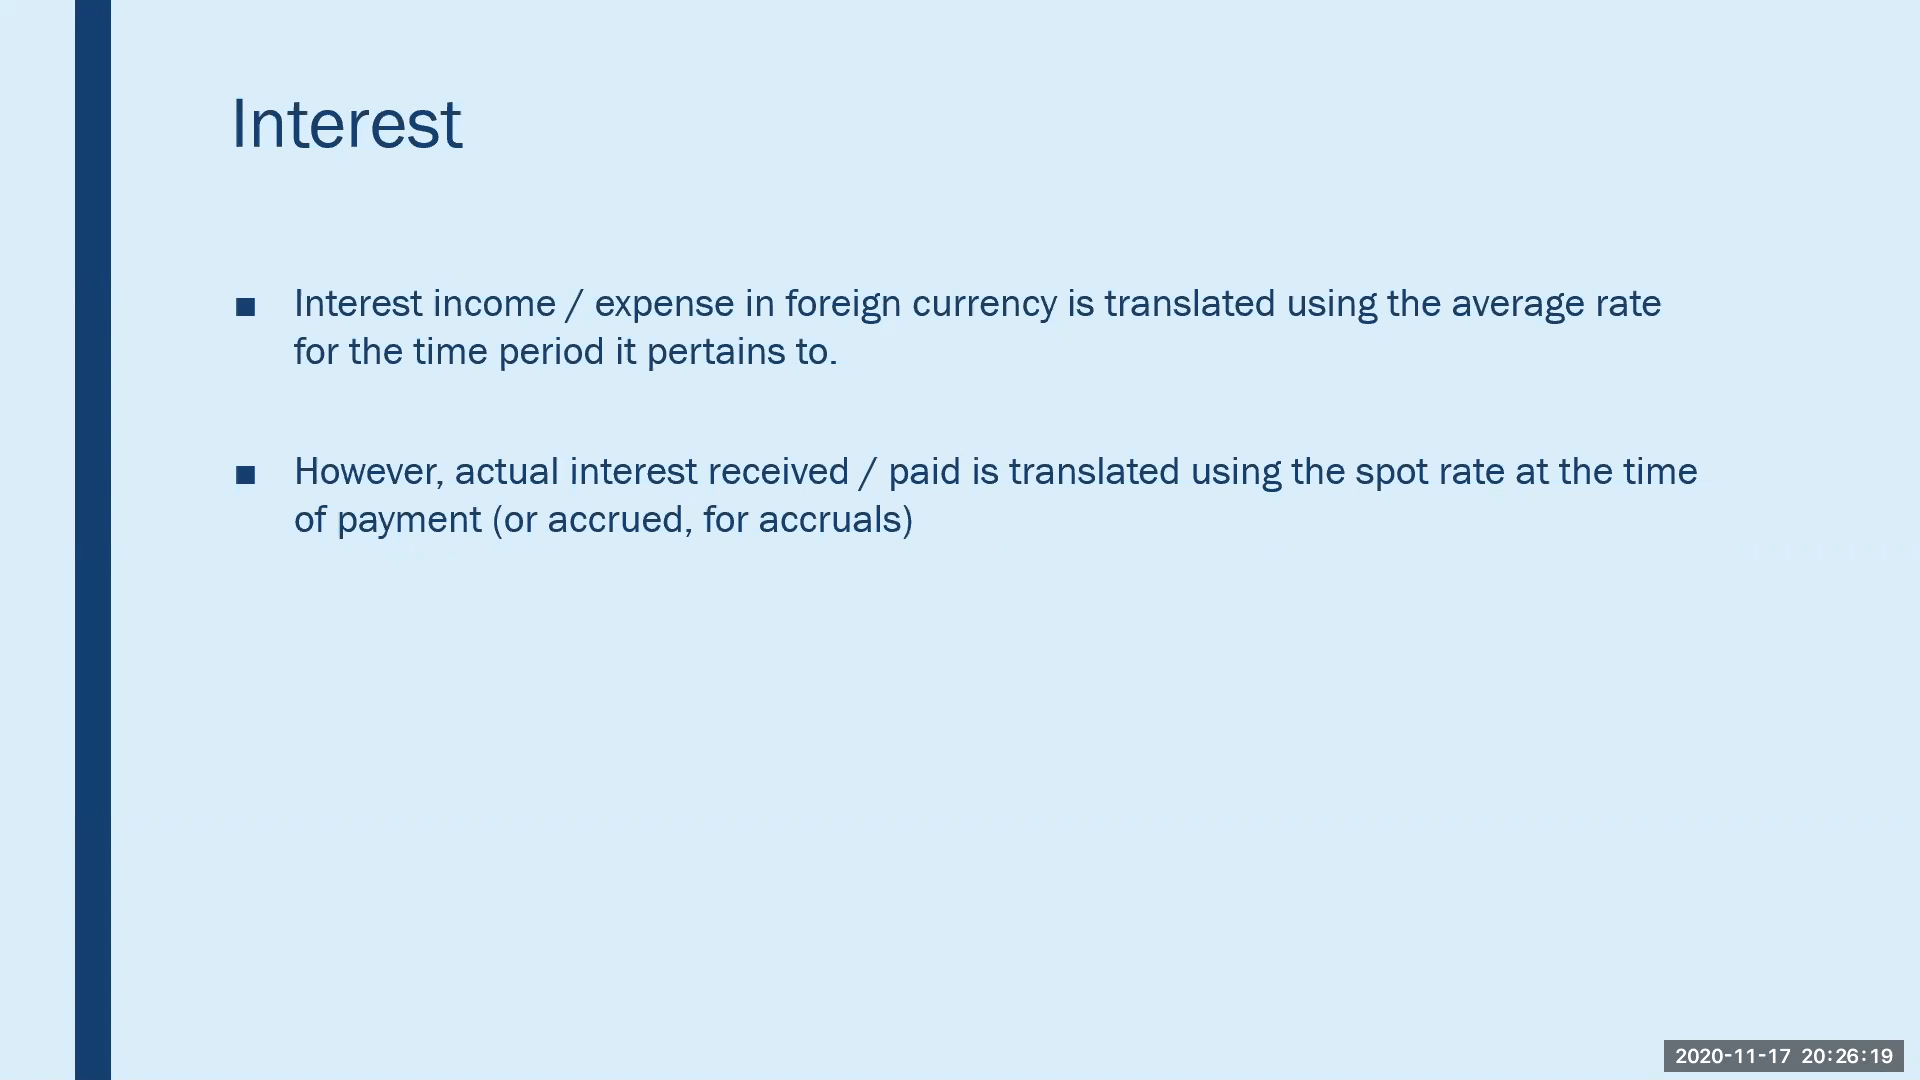 Interest
■ Interest income / expense in foreign currency is translated using the average rate
for the time period it pertains to.
■ However, actual interest received / paid is translated using the spot rate at the time
of payment (or accrued, for accruals)
2020-11-17 20:26:19